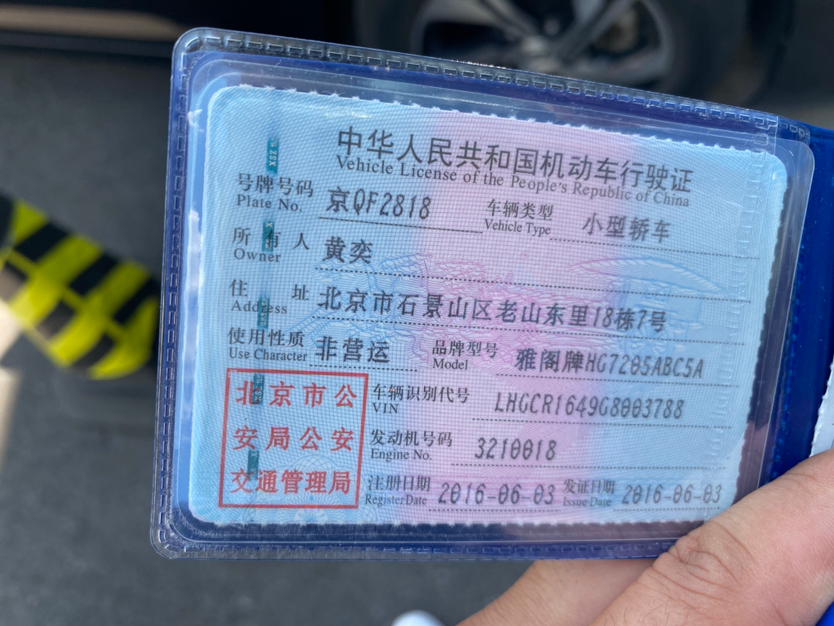 中华人民共和国机动车行驶证
Vehicle License of the People's Republic of China
号牌号码 京QF2818 车辆类型 小型轿车
Plate No. Vehicle Type
所有人 黄奕
Owner
住址 北京市石景山区老山东里18栋7号
Address
使用性质 非营运 品牌型号 雅阁牌HG7205ABC5A
Use Character Model
北京市公 车辆识别代号 LHGCR1649G8003788
VIN
安局公安 发动机号码 3210018
Engine No.
交通管理局 注册日期 2016-06-03 发证日期 2016-06-03
Register Date Issue Date